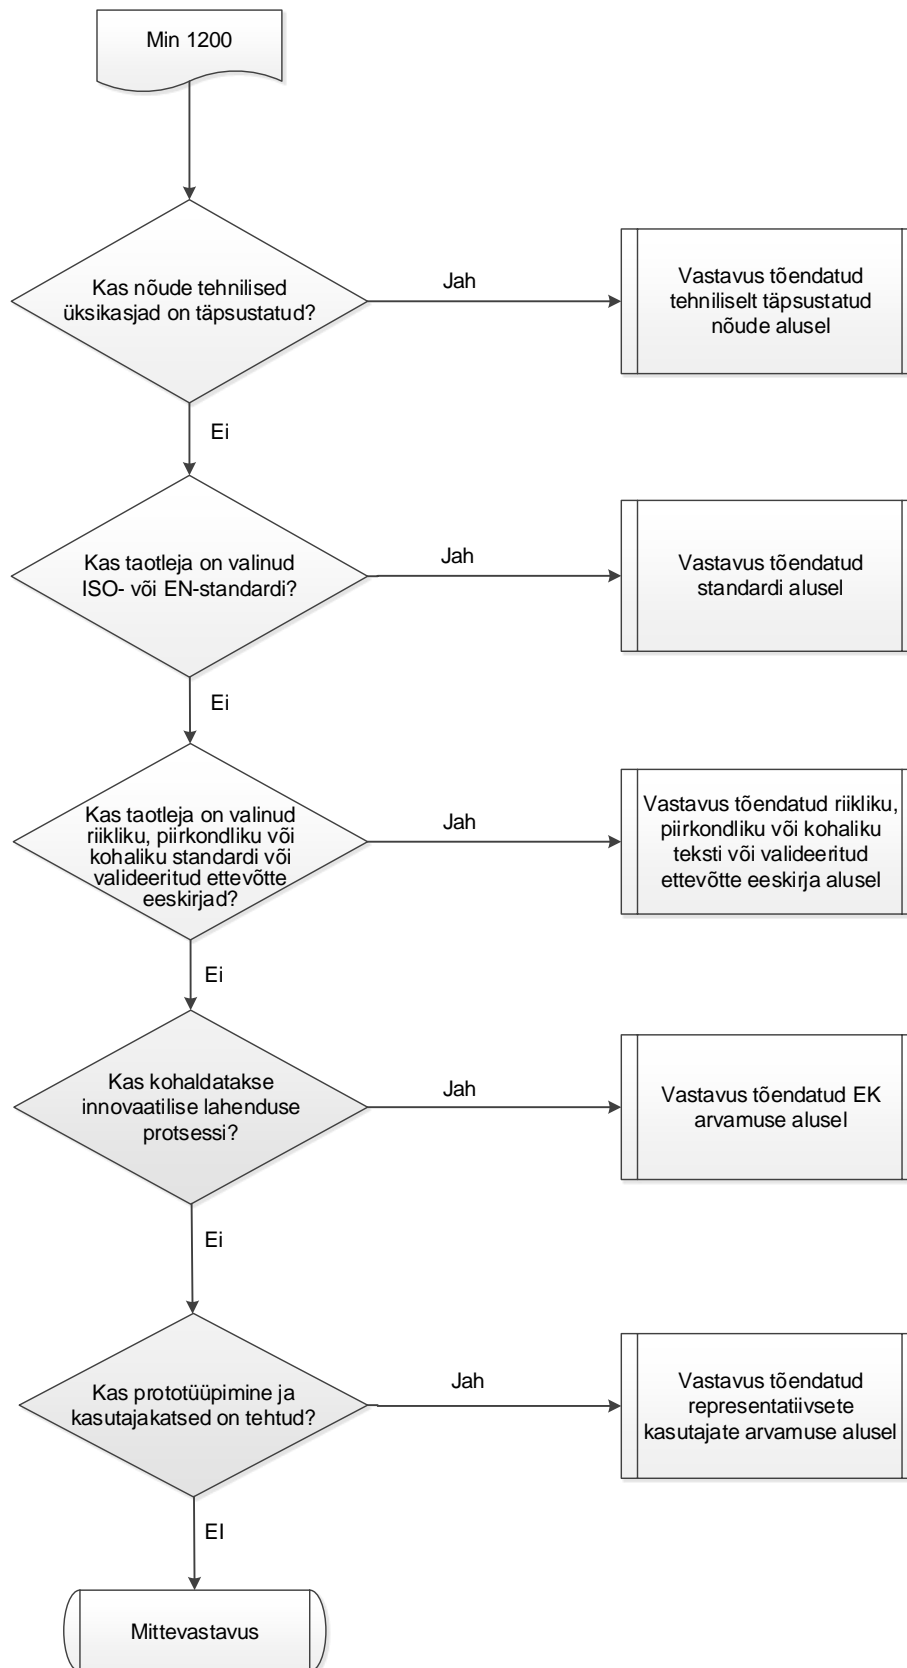 Min 1200
Kas nõude tehnilised
üksikasjad on täpsustatud?
Jah
Vastavus tõendatud
tehniliselt täpsustatud
nõude alusel
Ei
Kas taotleja on valinud
ISO- või EN-standardi?
Jah
Vastavus tõendatud
standardi alusel
Ei
Kas taotleja on valinud
riikliku, piirkondliku või
kohaliku standardi või
valideeritud ettevõtte
eeskirjad?
Jah
Vastavus tõendatud riikliku,
piirkondliku või kohaliku
teksti või valideeritud
ettevõtte eeskirja alusel
Ei
Kas kohaldatakse
innovaatilise lahenduse
protsessi?
Jah
Vastavus tõendatud EK
arvamuse alusel
Ei
Kas prototüüpimine ja
kasutajakatsed on tehtud?
Jah
Vastavus tõendatud
representatiivsete
kasutajate arvamuse alusel
EI
Mittevastavus